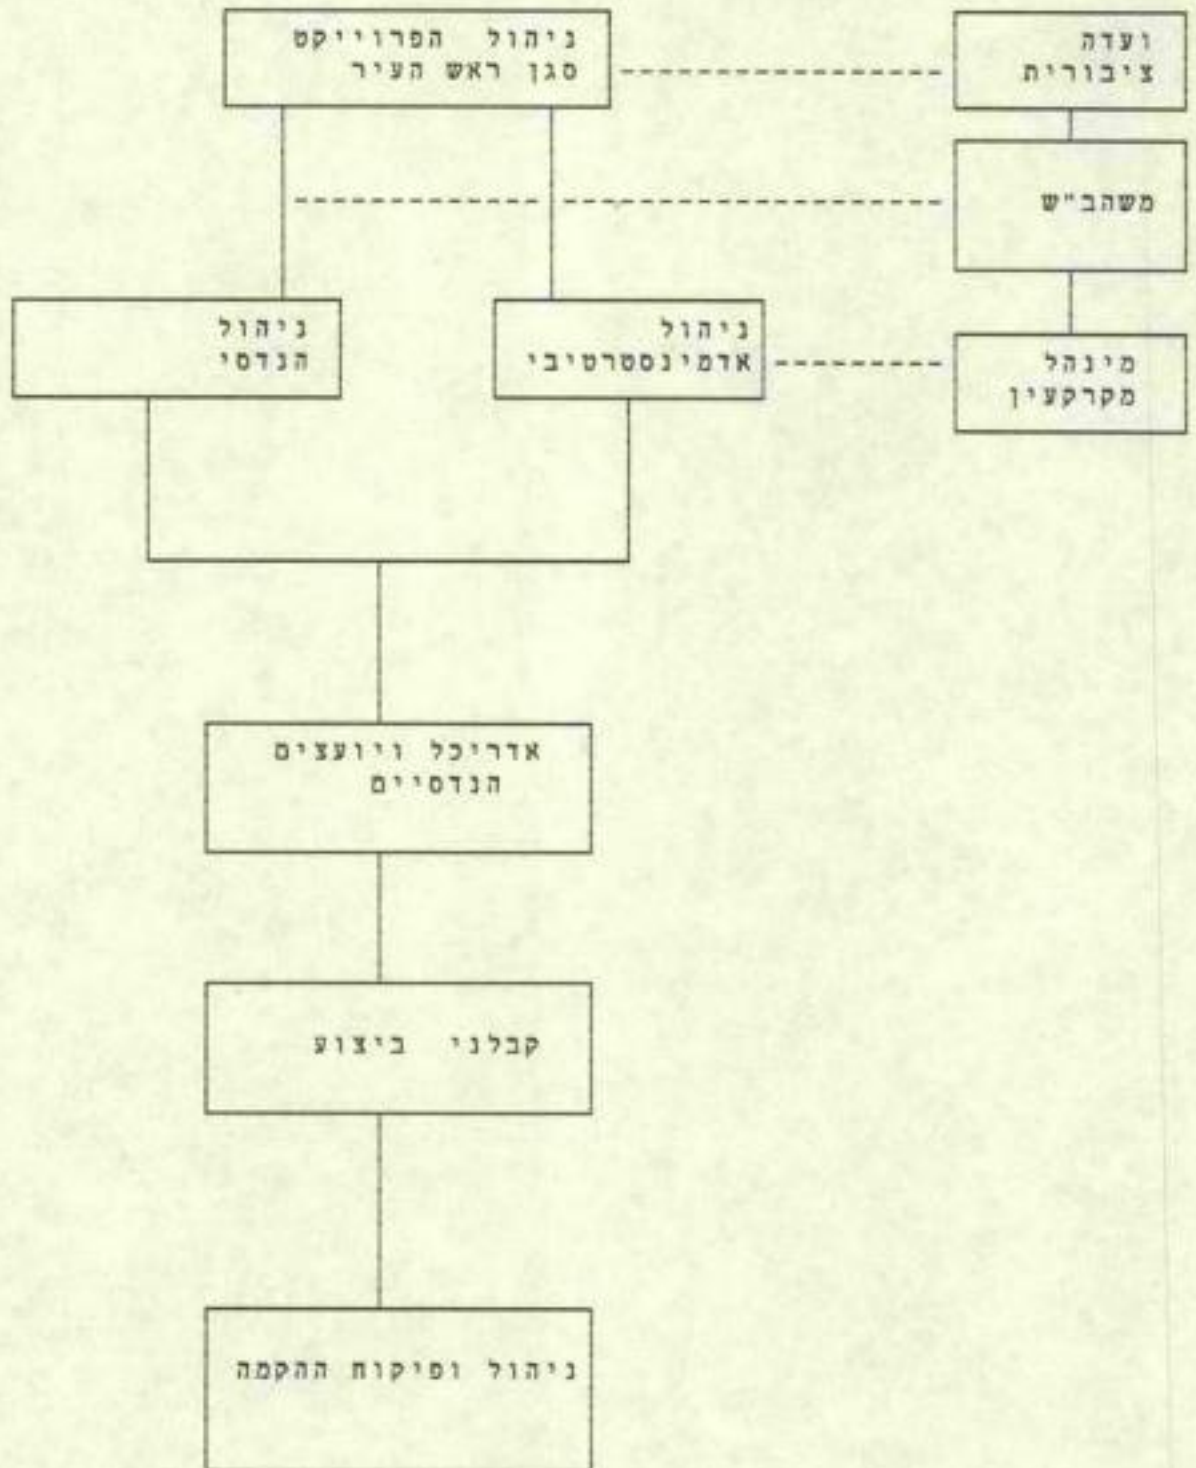 ניהול הפרוייקט
סגן ראש העיר
ועדה
ציבורית
משהב"ש
ניהול
הנדסי
ניהול
אדמינסטרטיבי
מינהל
מקרקעין
אדריכל ויועצים
הנדסיים
קבלני ביצוע
ניהול ופיקוח ההקמה